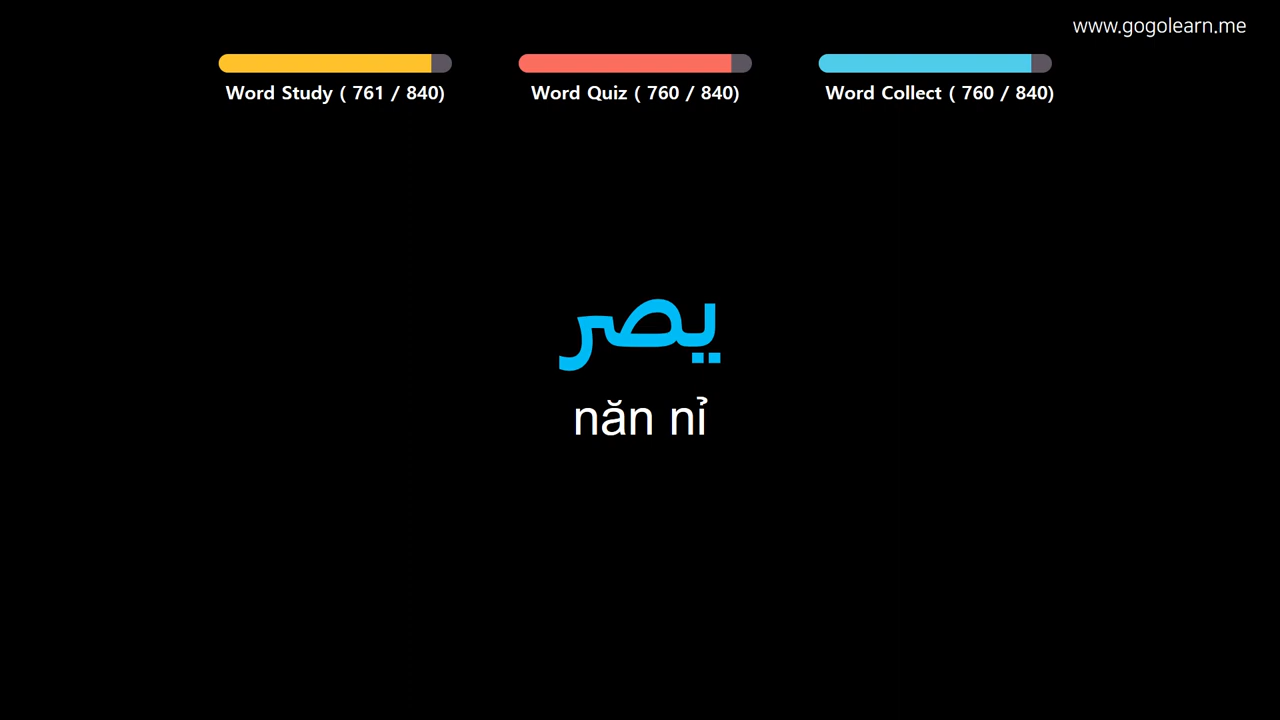 www.gogolearn.me
Word Study ( 761 / 840)
Word Quiz ( 760 / 840)
Word Collect ( 760 / 840)
يصر
năn nỉ